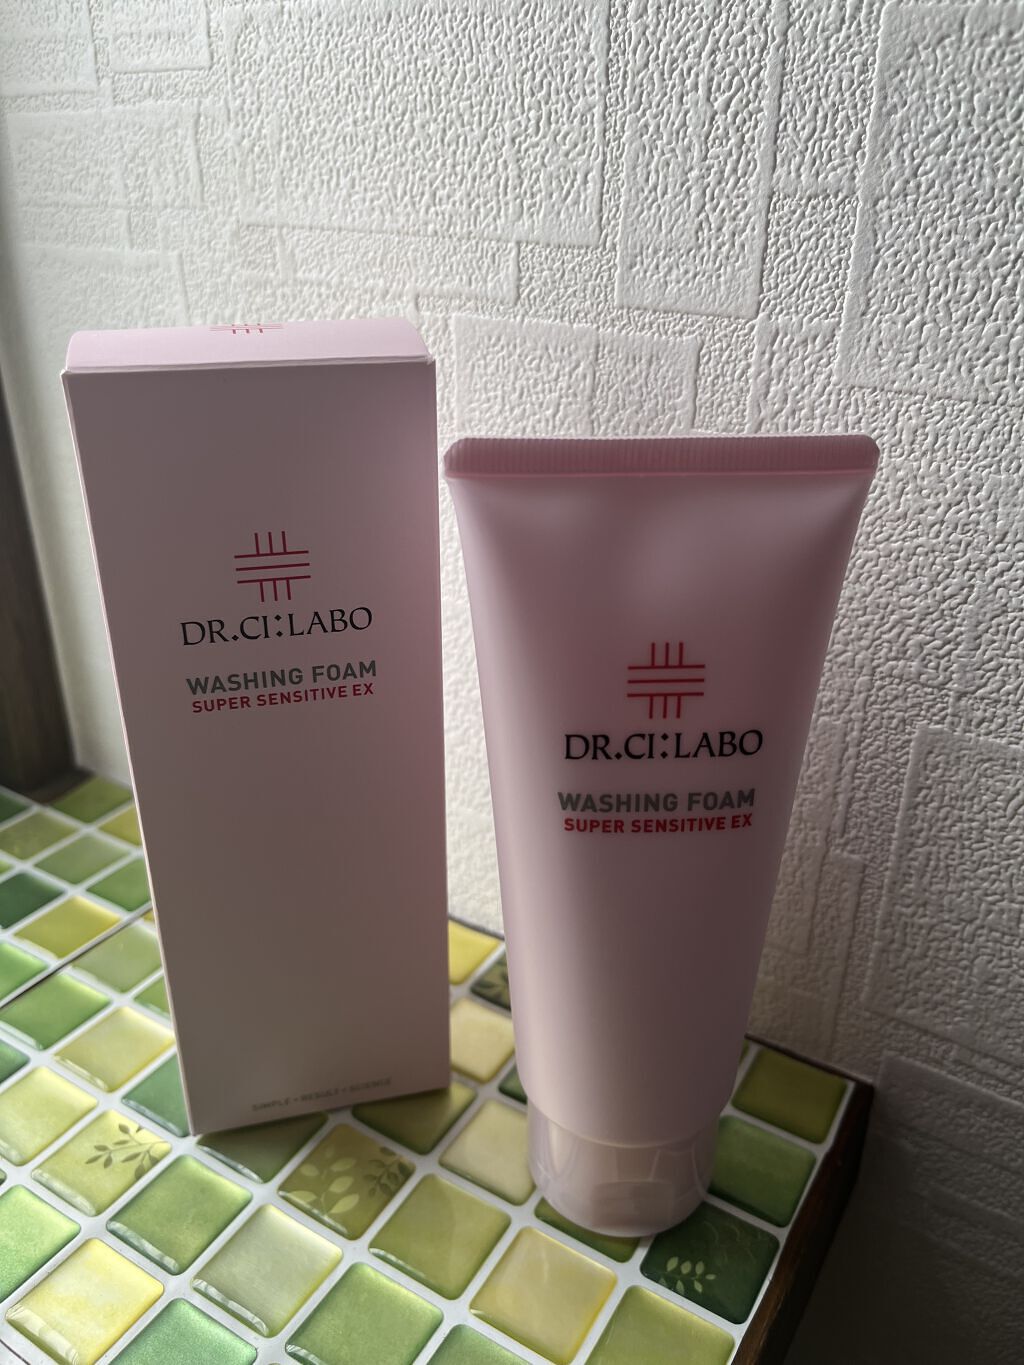 DR.CI:LABO
WASHING FOAM
SUPER SENSITIVE EX
SIMPLE + RESULT + SCIENCE
DR.CI:LABO
WASHING FOAM
SUPER SENSITIVE EX